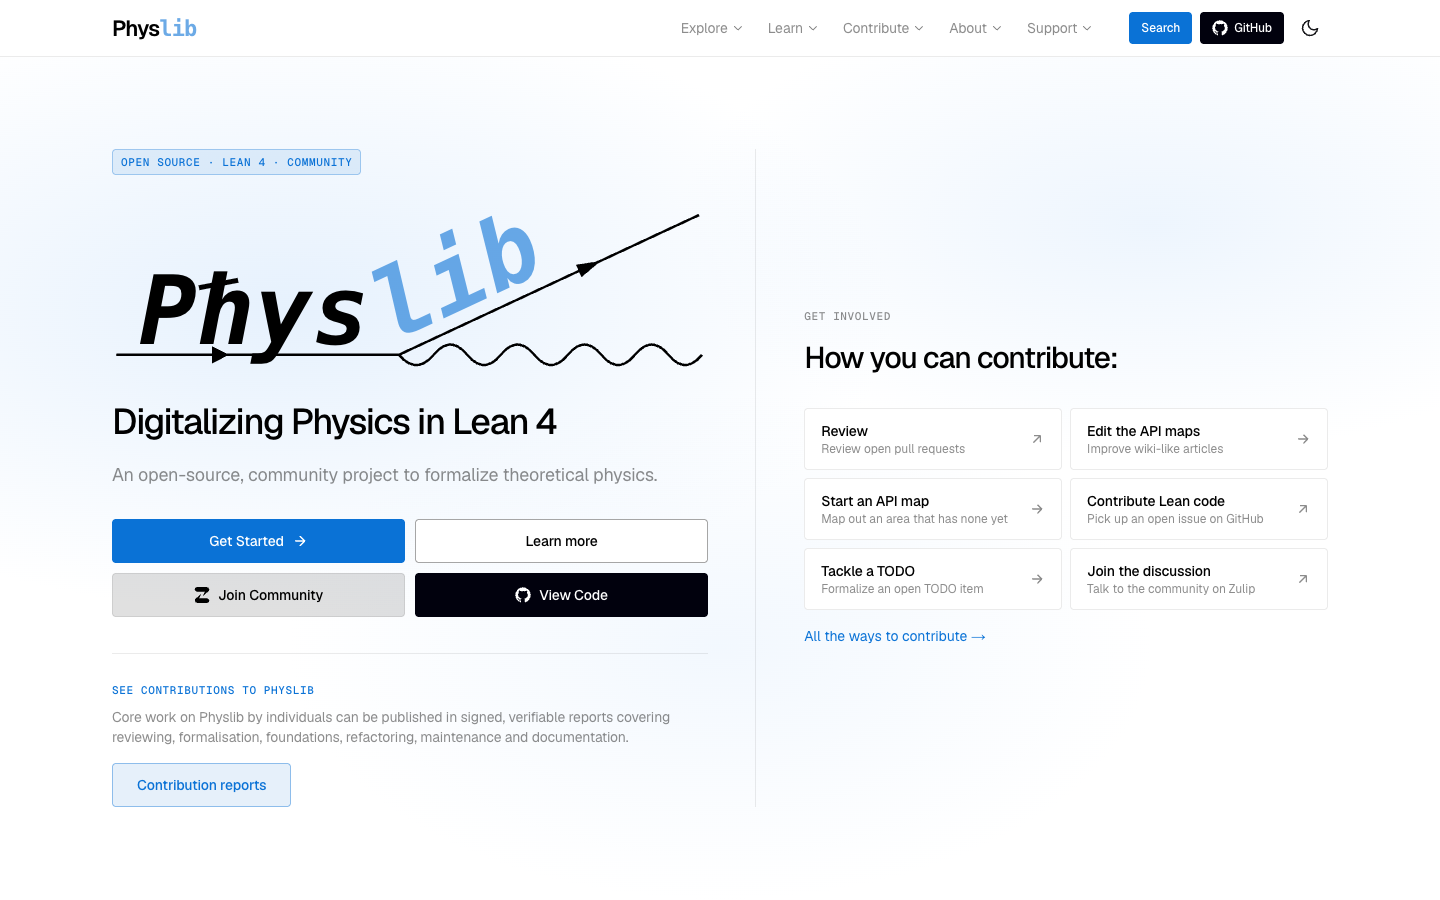 Physlib
Explore
Learn
Contribute
About
Support
Search
GitHub
OPEN SOURCE · LEAN 4 · COMMUNITY
Pħys lib
Digitalizing Physics in Lean 4
An open-source, community project to formalize theoretical physics.
Get Started →
Learn more
Join Community
View Code
SEE CONTRIBUTIONS TO PHYSLIB
Core work on Physlib by individuals can be published in signed, verifiable reports covering
reviewing, formalisation, foundations, refactoring, maintenance and documentation.
Contribution reports
GET INVOLVED
How you can contribute:
Review
Review open pull requests
Edit the API maps
Improve wiki-like articles
Start an API map
Map out an area that has none yet
Contribute Lean code
Pick up an open issue on GitHub
Tackle a TODO
Formalize an open TODO item
Join the discussion
Talk to the community on Zulip
All the ways to contribute →